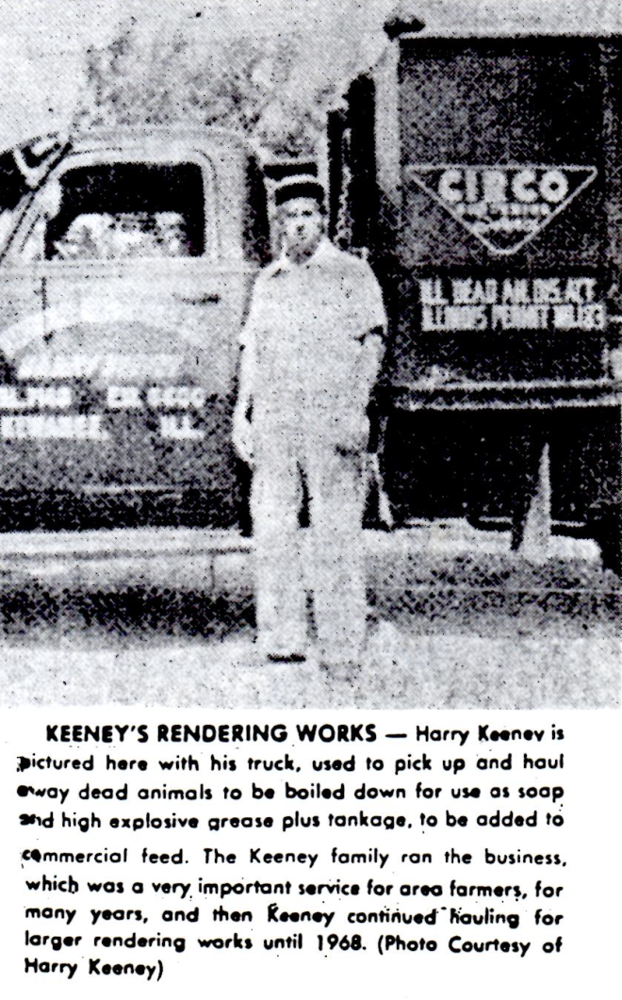 CIRCO
ILL. DEAD AN. DIS. ACT
ILLINOIS PERMIT NO.
ILL.
KEENEY'S RENDERING WORKS — Harry Keeney is
pictured here with his truck, used to pick up and haul
away dead animals to be boiled down for use as soap
and high explosive grease plus tankage, to be added to
commercial feed. The Keeney family ran the business,
which was a very important service for area farmers, for
many years, and then Keeney continued hauling for
larger rendering works until 1968. (Photo Courtesy of
Harry Keeney)